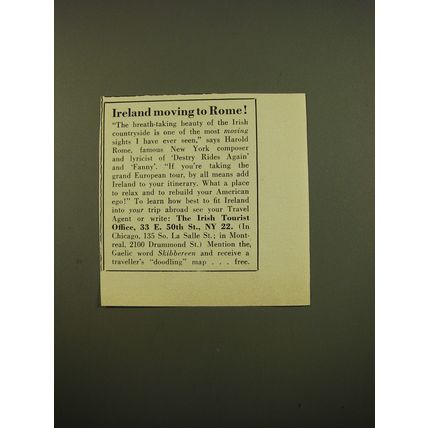 Ireland moving to Rome!
"The breath-taking beauty of the Irish
countryside is one of the most moving
sights I have ever seen," says Harold
Rome, famous New York composer
and lyricist of 'Destry Rides Again'
and 'Fanny'. "If you're taking the
grand European tour, by all means add
Ireland to your itinerary. What a place
to relax and to rebuild your American
ego!" To learn how best to fit Ireland
into your trip abroad see your Travel
Agent or write: The Irish Tourist
Office, 33 E. 50th St., NY 22. (In
Chicago, 135 So. La Salle St.; in Mont-
real, 2100 Drummond St.) Mention the
Gaelic word Skibbereen and receive a
traveller's "doodling" map . . . free.